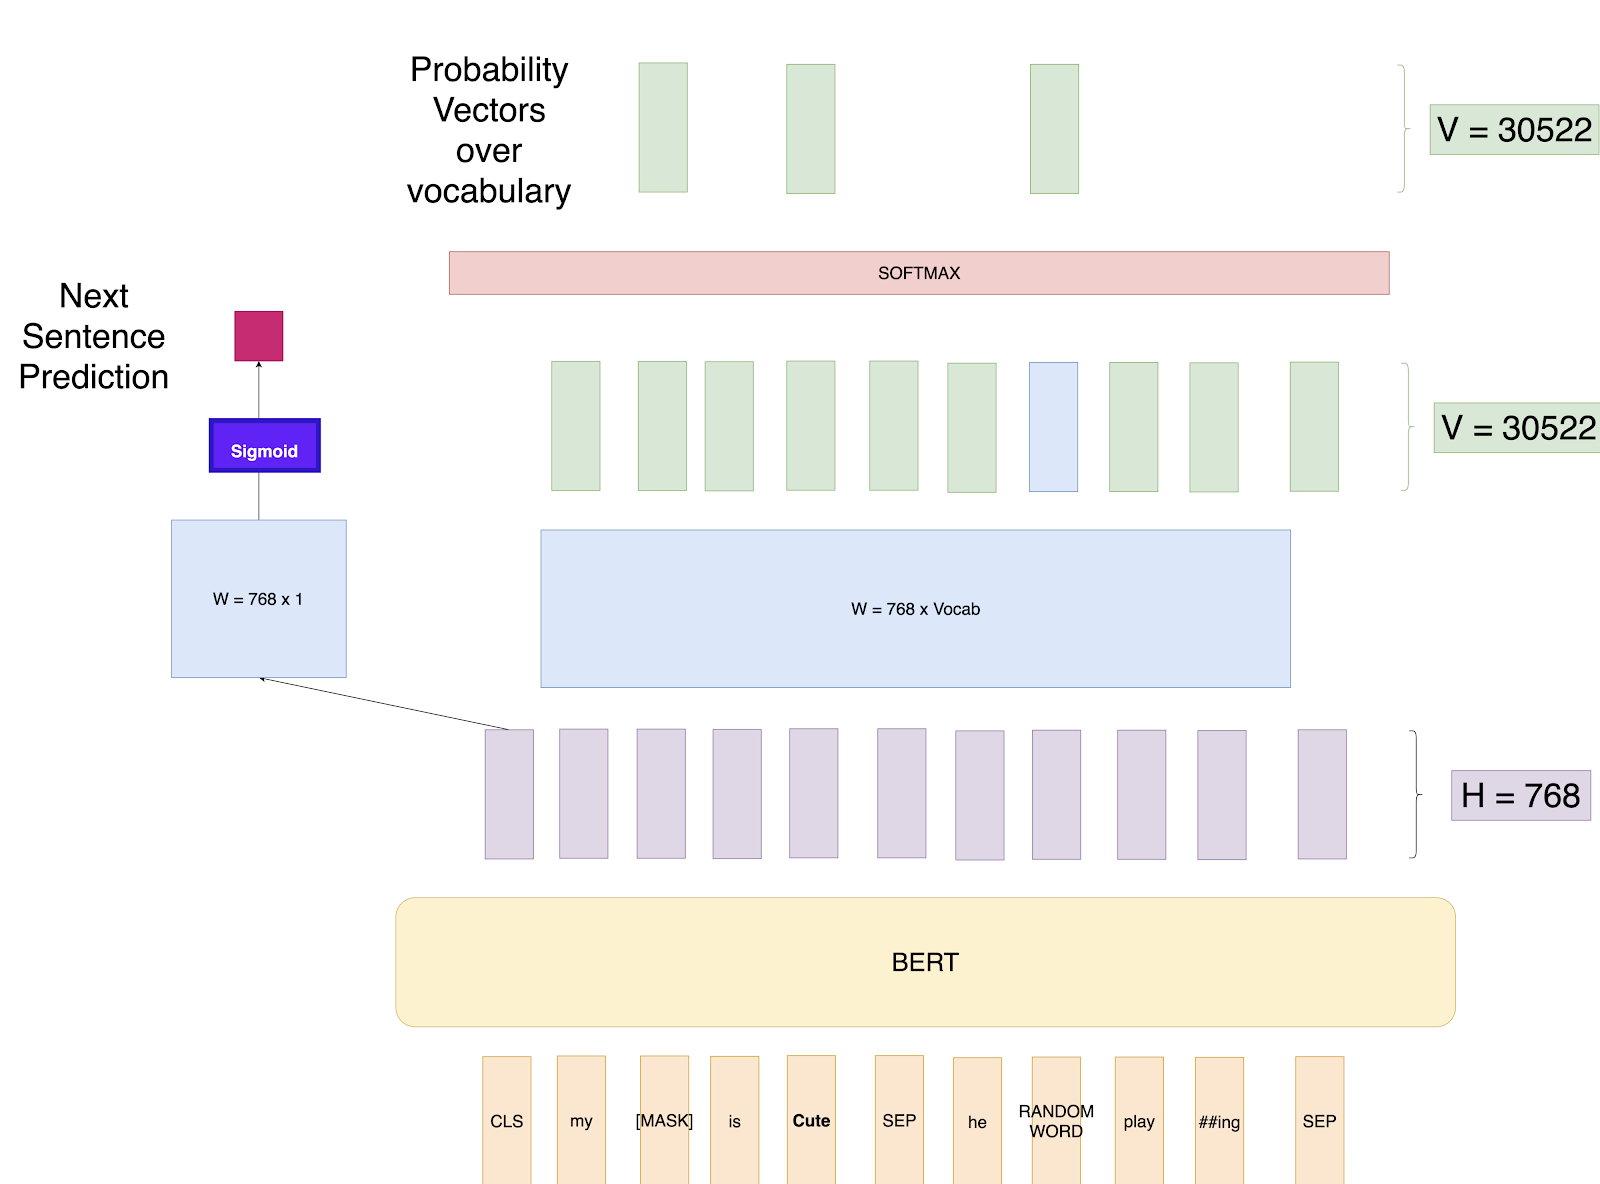 Probability
Vectors
over
vocabulary
V = 30522
SOFTMAX
Next
Sentence
Prediction
V = 30522
Sigmoid
W = 768 x 1
W = 768 x Vocab
H = 768
BERT
CLS
my
[MASK]
is
Cute
SEP
he
RANDOM
WORD
play
##ing
SEP